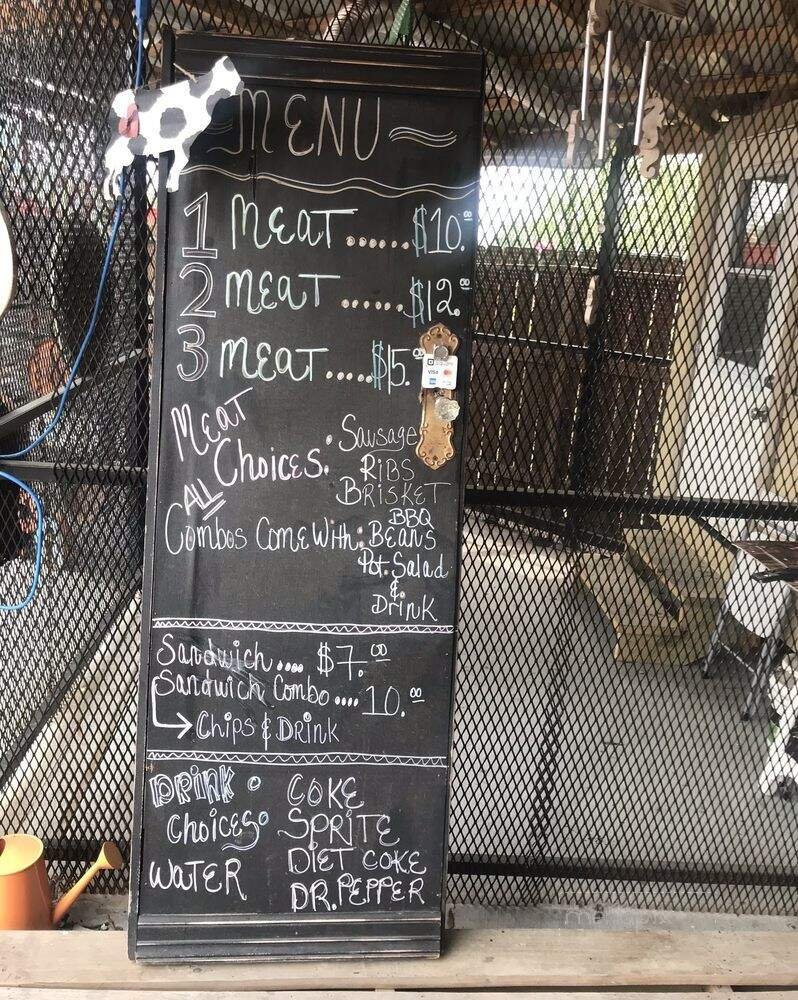 MENU
1 MEAT......$10.00
2 MEAT......$12.00
3 MEAT.....$15.
VISA
MEAT Choices: Sausage
RIBS
BRISKET
ALL Combos Come With: BBQ Beans
Pot. Salad
&
Drink
Sandwich .... $7.00
Sandwich Combo .... 10.00
→ Chips & Drink
DRINK Choices: COKE
SPRITE
DIET COKE
DR. PEPPER
WATER